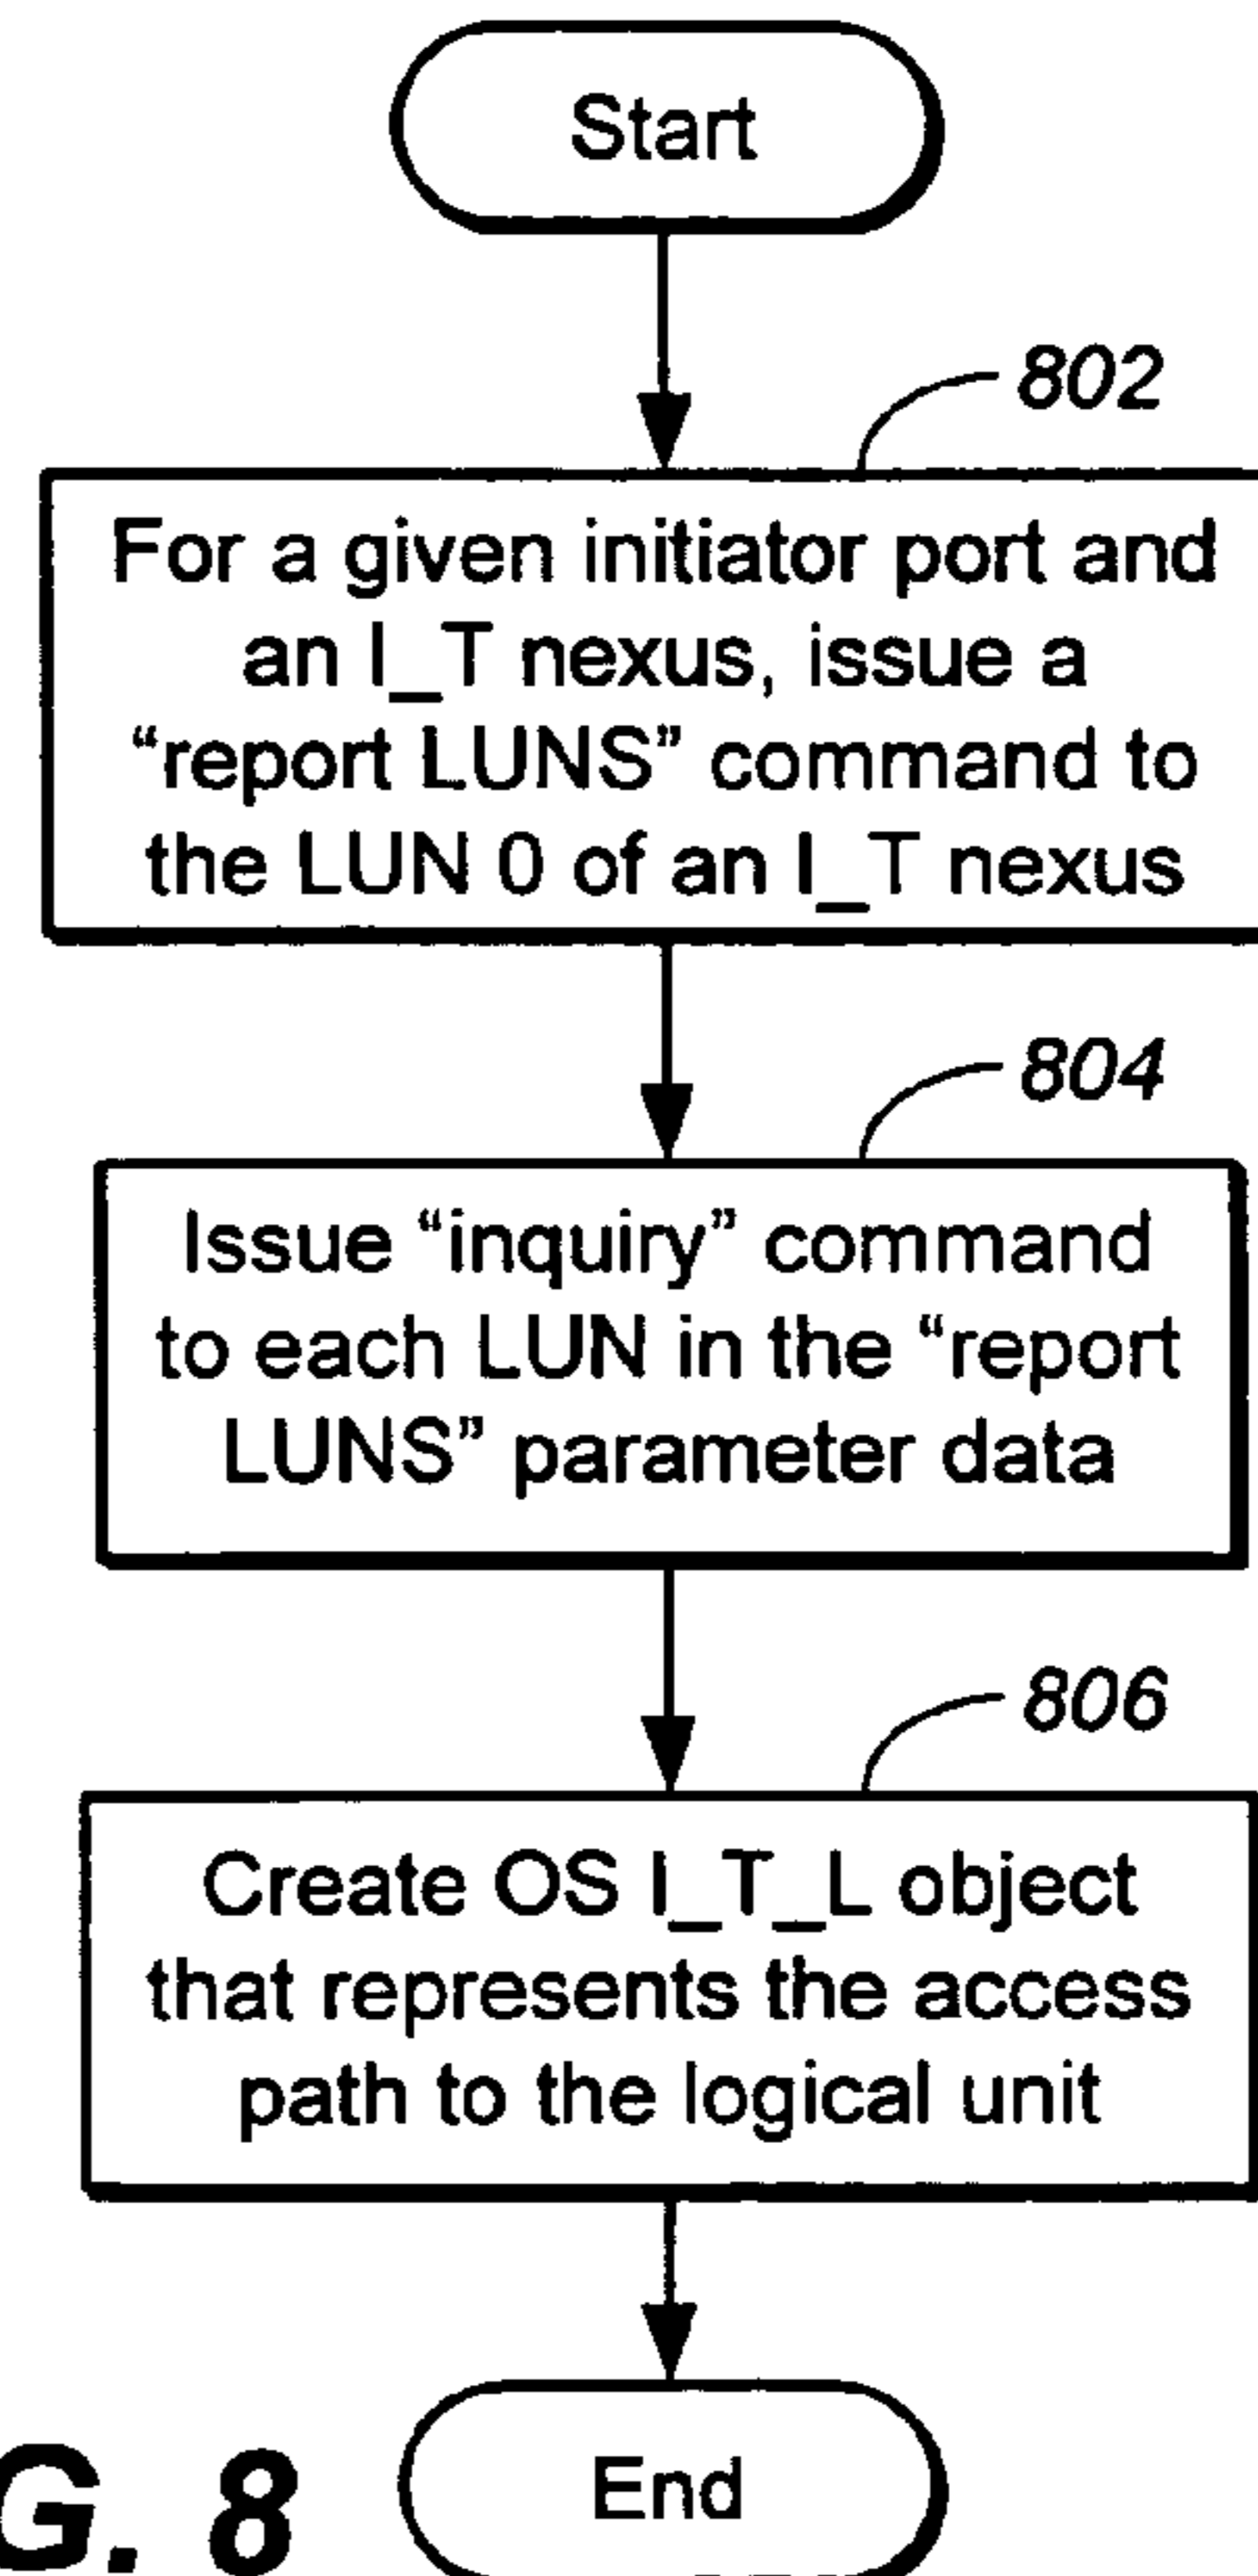 Start
802
For a given initiator port and
an I_T nexus, issue a
“report LUNS” command to
the LUN 0 of an I_T nexus
804
Issue “inquiry” command
to each LUN in the “report
LUNS” parameter data
806
Create OS I_T_L object
that represents the access
path to the logical unit
End
G. 8